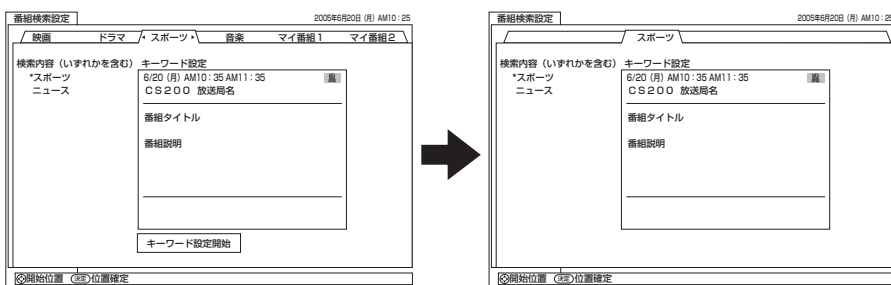 番組検索設定
2005年6月20日 (月) AM10:25
映画 ドラマ スポーツ 音楽 マイ番組1 マイ番組2
検索内容(いずれかを含む) キーワード設定
*スポーツ
ニュース
6/20 (月) AM10:35 AM11:35
CS200 放送局名
番組タイトル
番組説明
キーワード設定開始
開始位置 決定 位置確定
番組検索設定
2005年6月20日 (月) AM10:25
スポーツ
検索内容(いずれかを含む) キーワード設定
*スポーツ
ニュース
6/20 (月) AM10:35 AM11:35
CS200 放送局名
番組タイトル
番組説明
開始位置 決定 位置確定